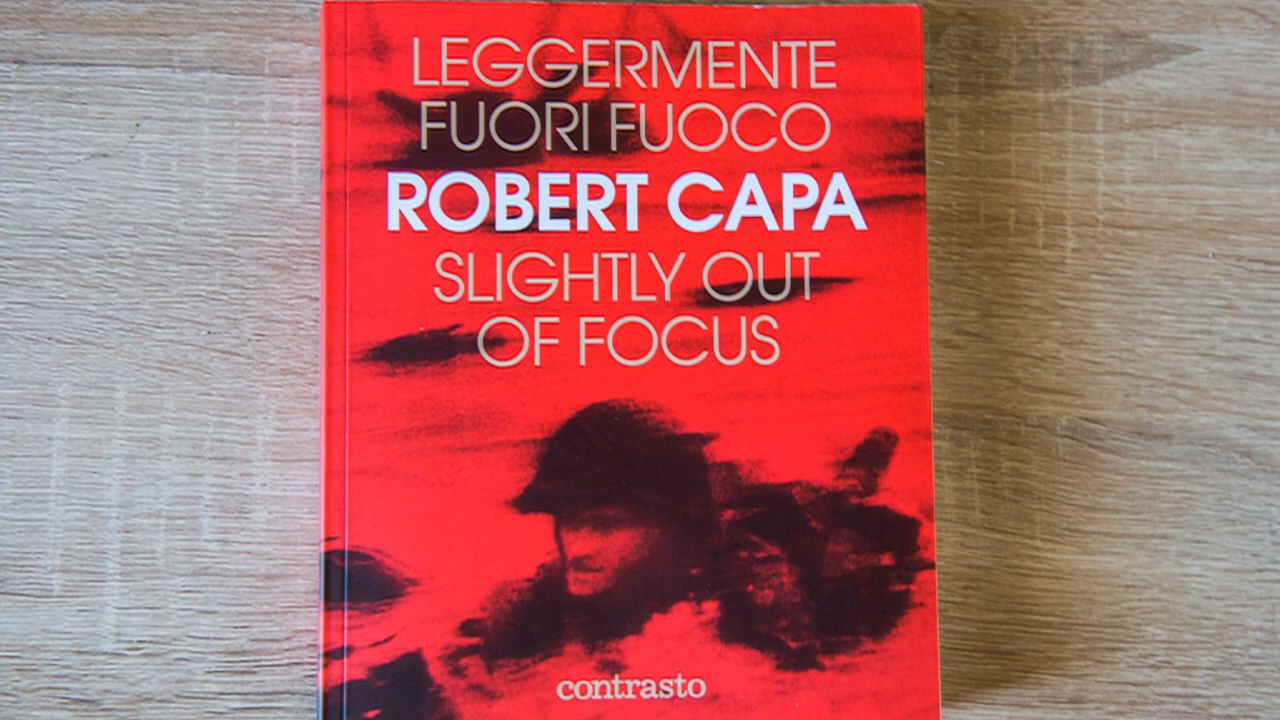 LEGGERMENTE
FUORI FUOCO
ROBERT CAPA
SLIGHTLY OUT
OF FOCUS
contrasto